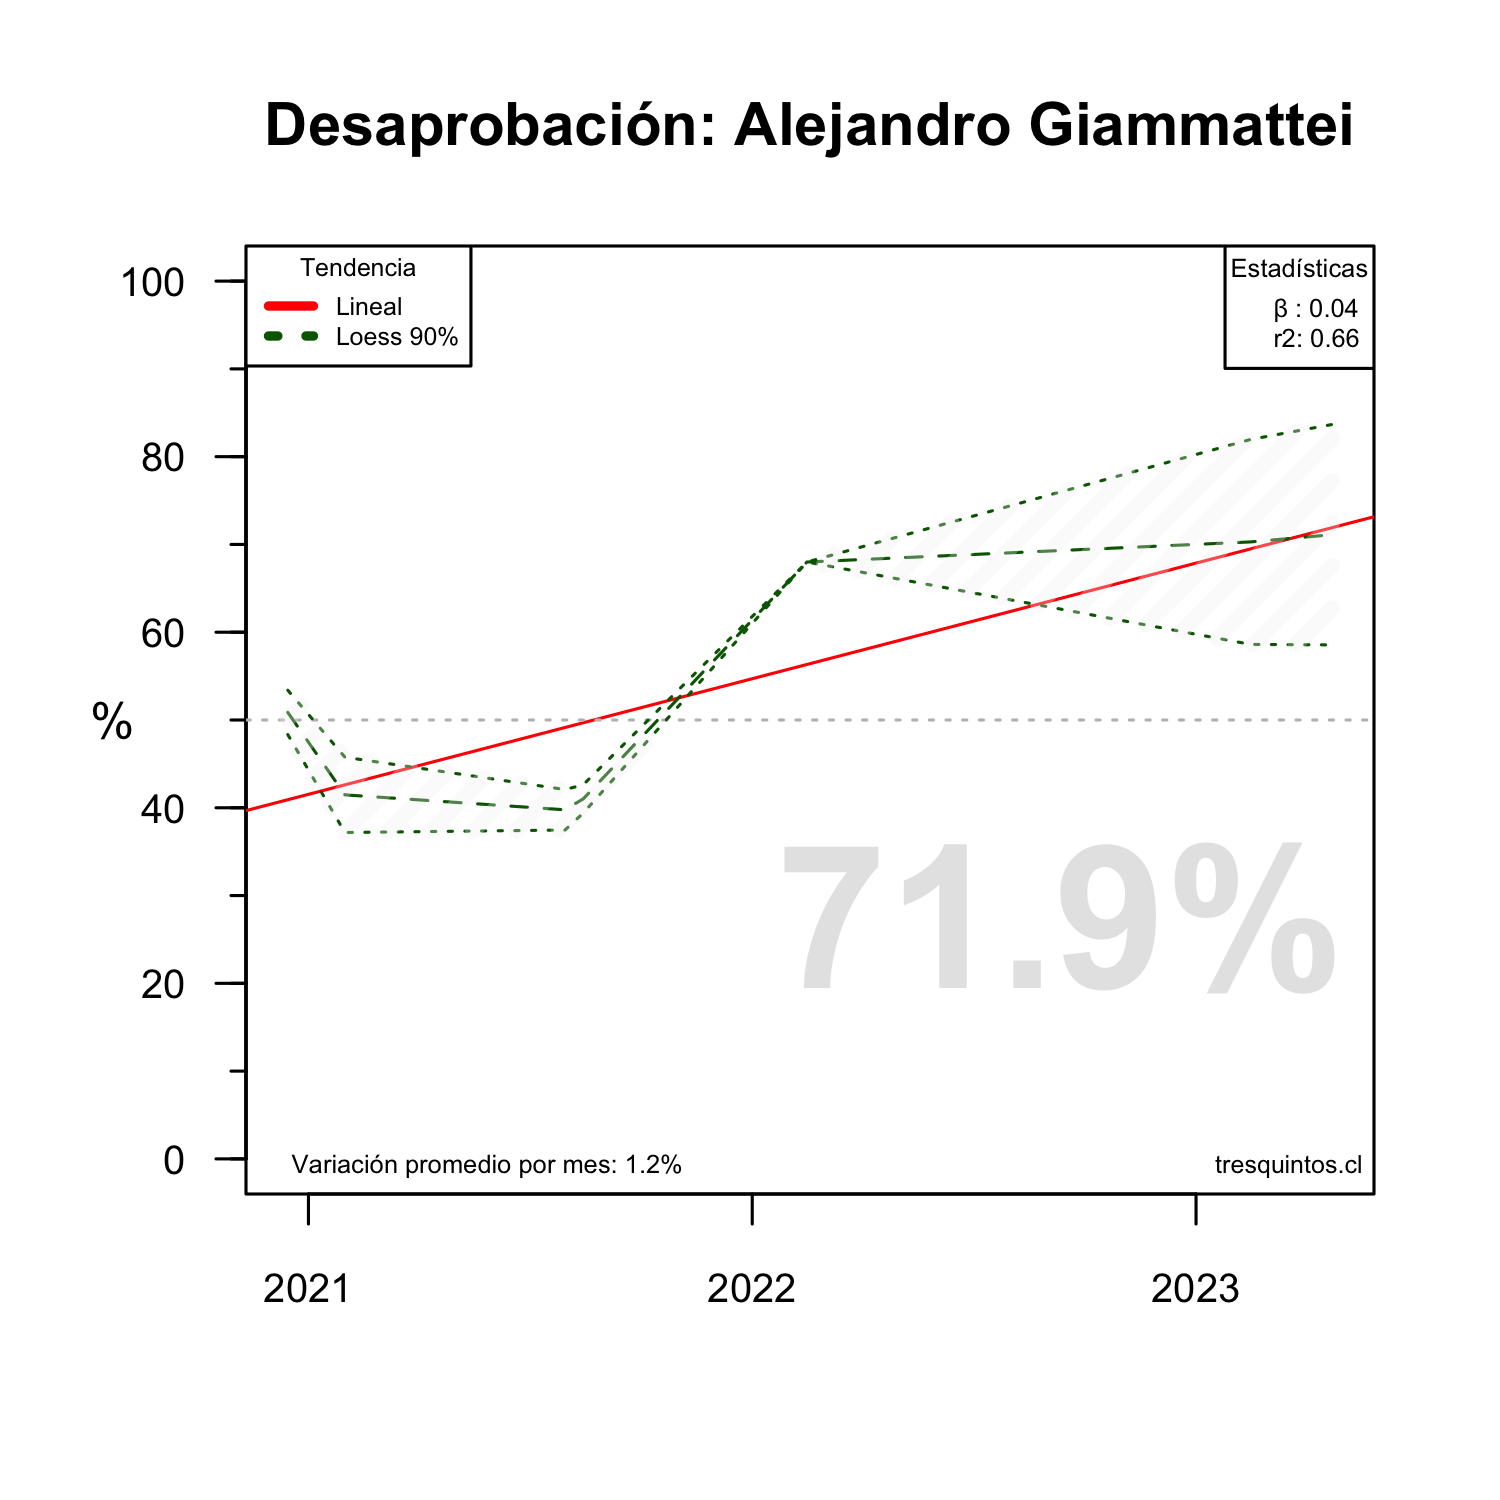 Desaprobación: Alejandro Giammattei
Tendencia
Lineal
Loess 90%
Estadísticas
β : 0.04
r2: 0.66
100
80
60
%
40
20
0
71.9%
Variación promedio por mes: 1.2%
tresquintos.cl
2021
2022
2023